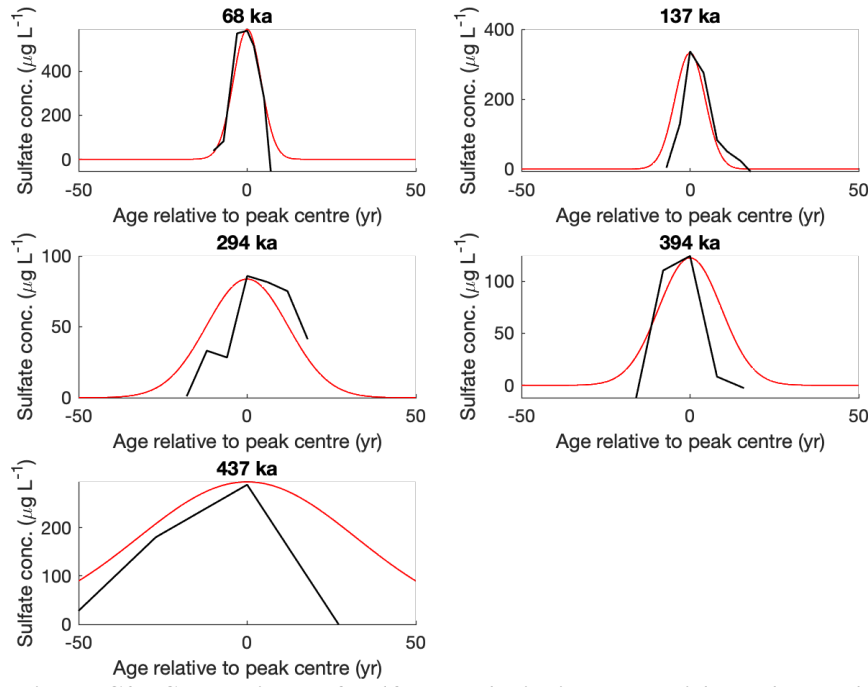 68 ka
Sulfate conc. (μg L⁻¹)
400
200
0
-50
0
50
Age relative to peak centre (yr)
137 ka
Sulfate conc. (μg L⁻¹)
400
200
0
-50
0
50
Age relative to peak centre (yr)
294 ka
Sulfate conc. (μg L⁻¹)
100
50
0
-50
0
50
Age relative to peak centre (yr)
394 ka
Sulfate conc. (μg L⁻¹)
100
50
0
-50
0
50
Age relative to peak centre (yr)
437 ka
Sulfate conc. (μg L⁻¹)
200
100
0
-50
0
50
Age relative to peak centre (yr)